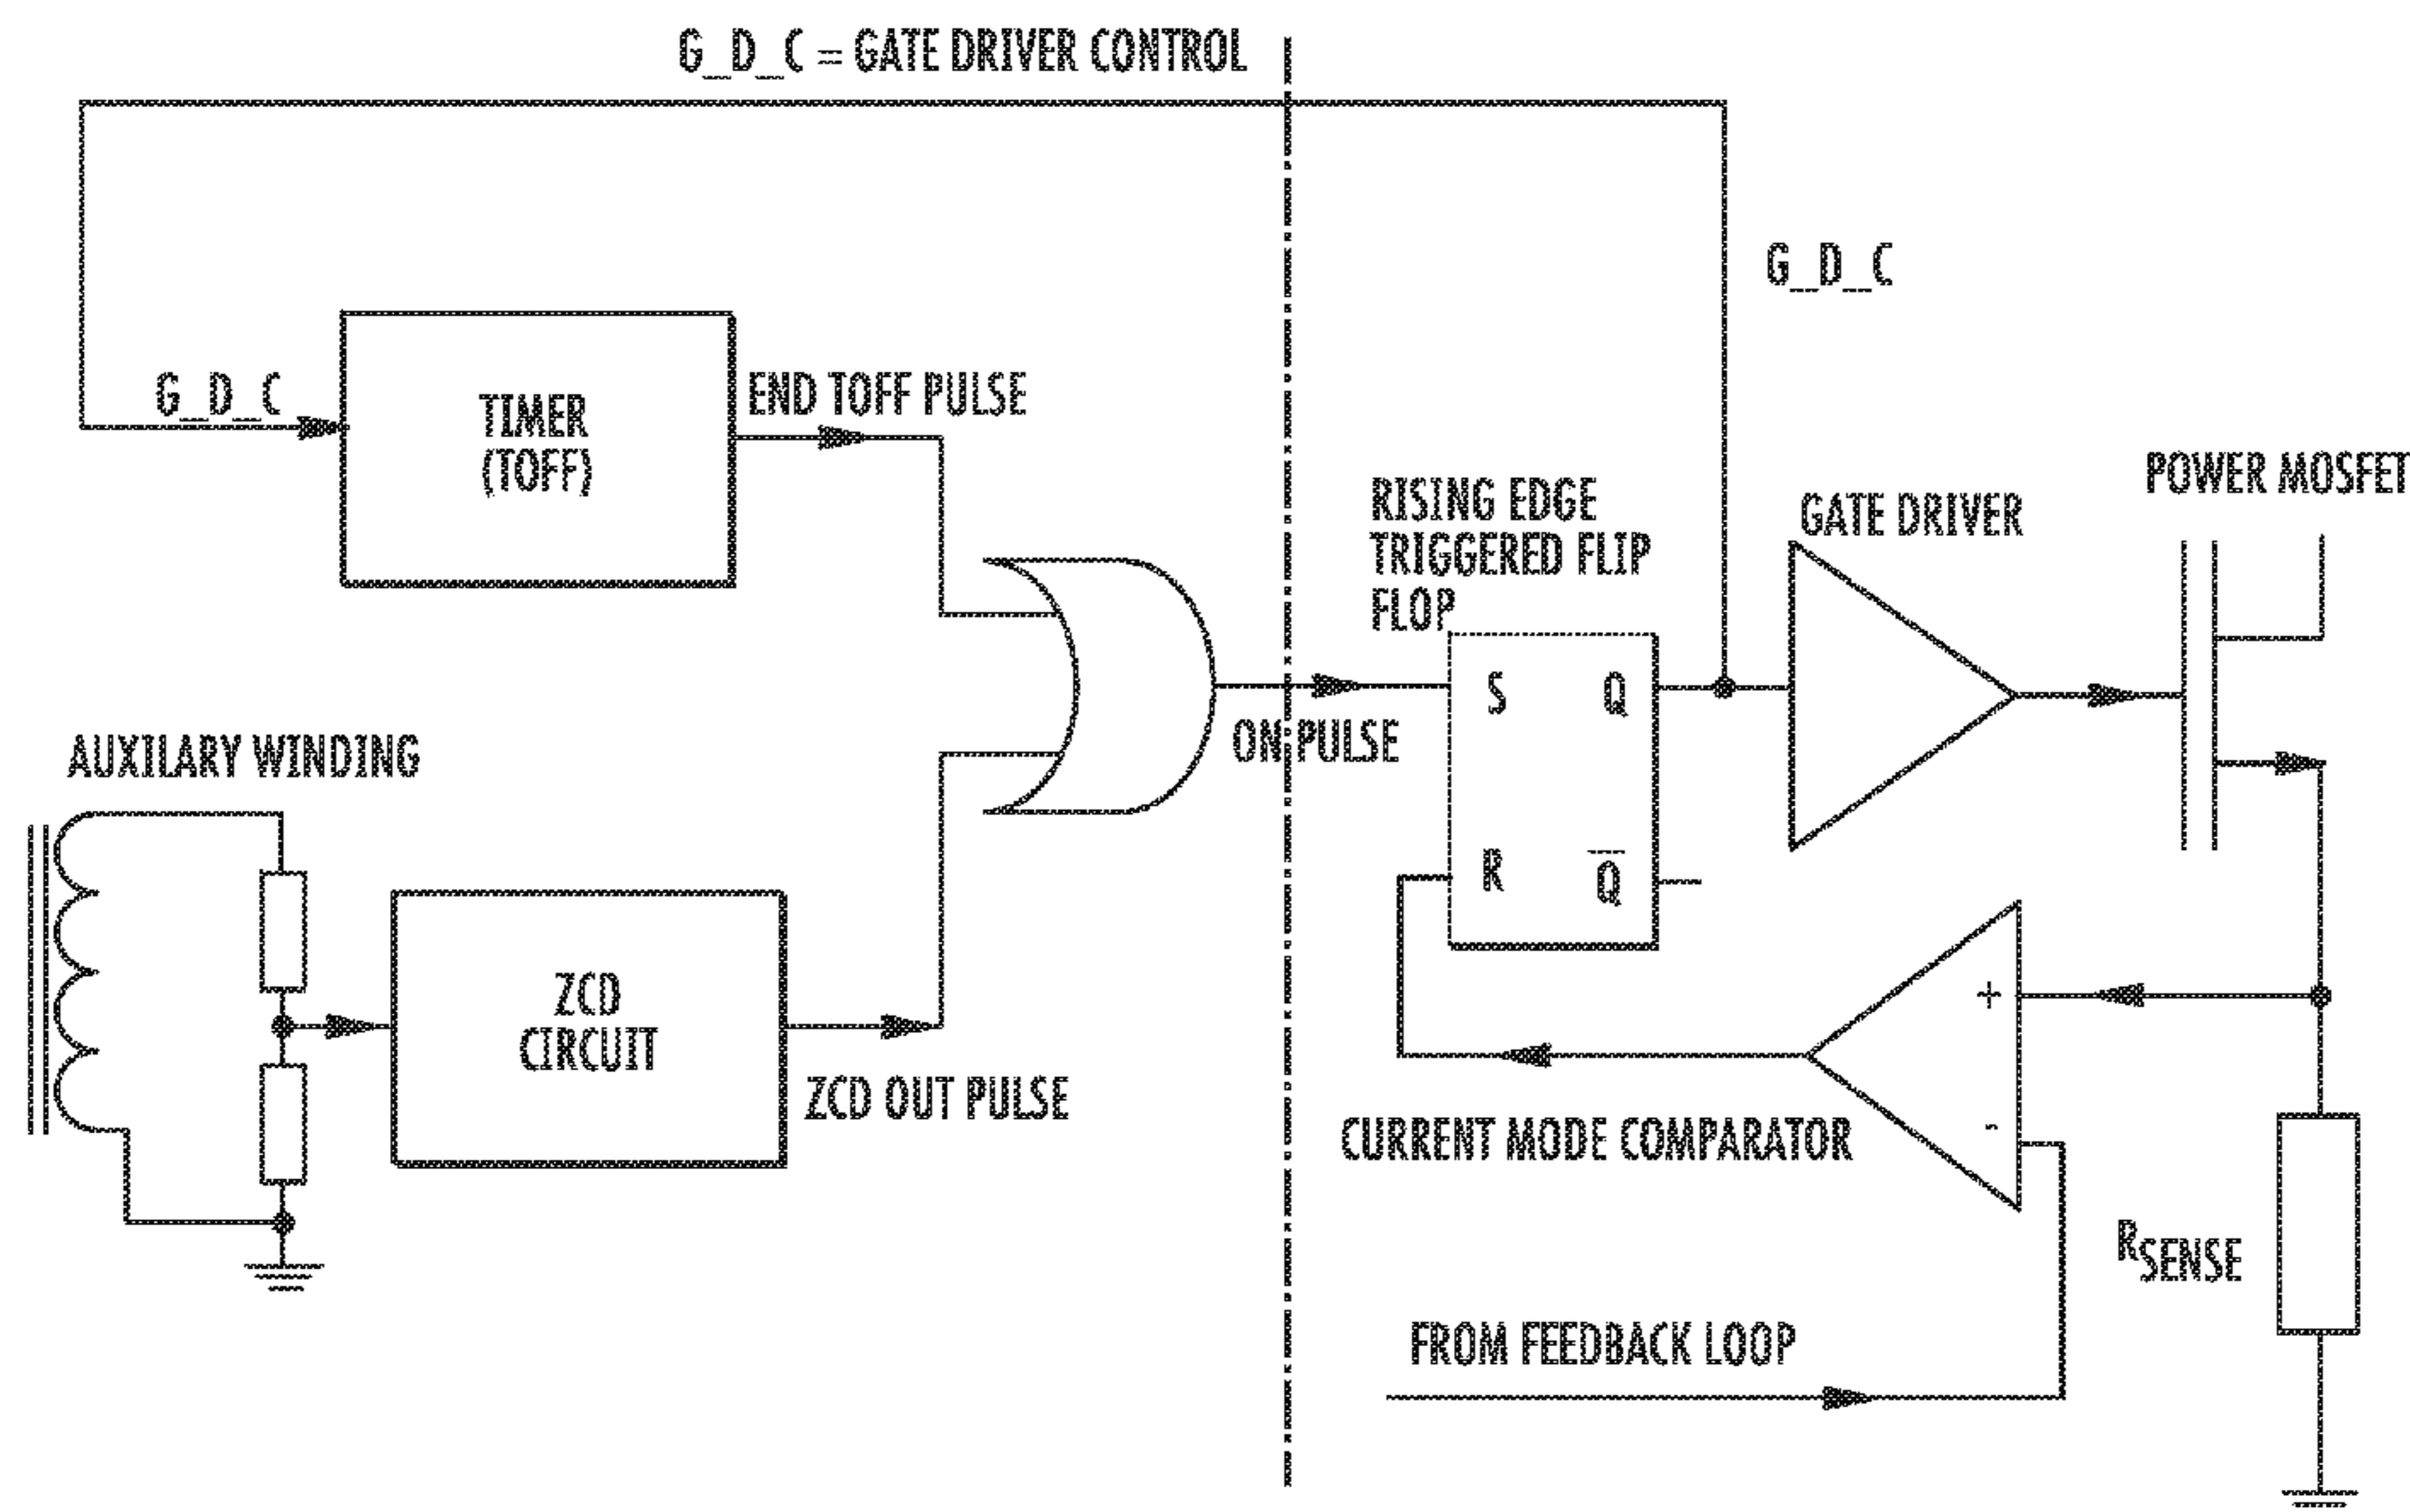 G_D_C = GATE DRIVER CONTROL
G_D_C
G_D_C
TIMER
(TOFF)
END TOFF PULSE
RISING EDGE
TRIGGERED FLIP
FLOP
GATE DRIVER
POWER MOSFET
S
Q
R
Q̅
ON PULSE
AUXILARY WINDING
ZCD
CIRCUIT
ZCD OUT PULSE
+
-
CURRENT MODE COMPARATOR
RSENSE
FROM FEEDBACK LOOP